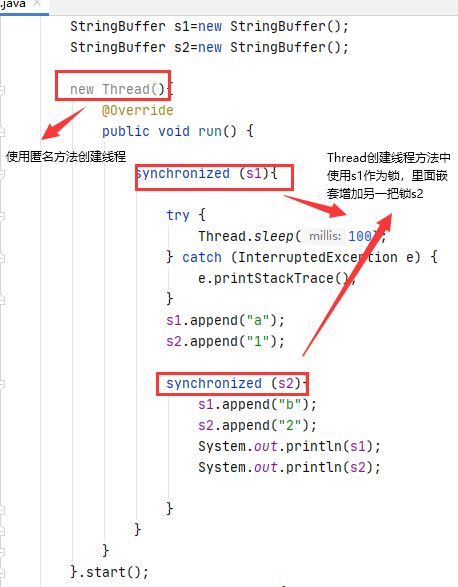 .java ×
StringBuffer s1=new StringBuffer();
StringBuffer s2=new StringBuffer();
new Thread(){
@Override
public void run() {
使用匿名方法创建线程
synchronized (s1){
Thread创建线程方法中
使用s1作为锁，里面嵌
套增加另一把锁s2
try {
Thread.sleep( millis: 100);
} catch (InterruptedException e) {
e.printStackTrace();
}
s1.append("a");
s2.append("1");
synchronized (s2){
s1.append("b");
s2.append("2");
System.out.println(s1);
System.out.println(s2);
}
}
}
}.start();